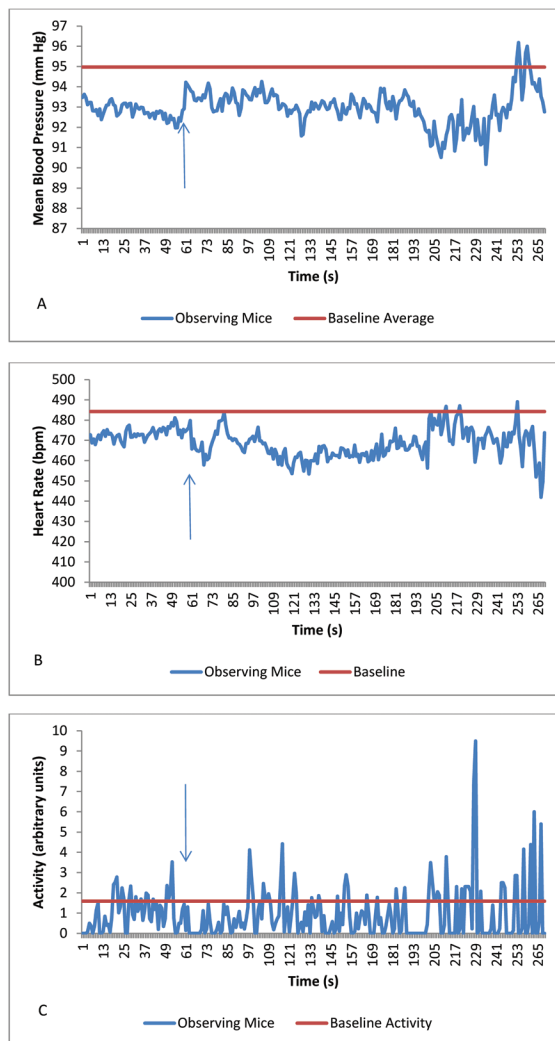 Mean Blood Pressure (mm Hg)
97
96
95
94
93
92
91
90
89
88
87
1 13 25 37 49 61 73 85 97 109 121 133 145 157 169 181 193 205 217 229 241 253 265
Time (s)
A
Observing Mice Baseline Average
Heart Rate (bpm)
500
490
480
470
460
450
440
430
420
410
400
1 13 25 37 49 61 73 85 97 109 121 133 145 157 169 181 193 205 217 229 241 253 265
Time (s)
B
Observing Mice Baseline
Activity (arbitrary units)
10
9
8
7
6
5
4
3
2
1
0
1 13 25 37 49 61 73 85 97 109 121 133 145 157 169 181 193 205 217 229 241 253 265
Time (s)
C
Observing Mice Baseline Activity